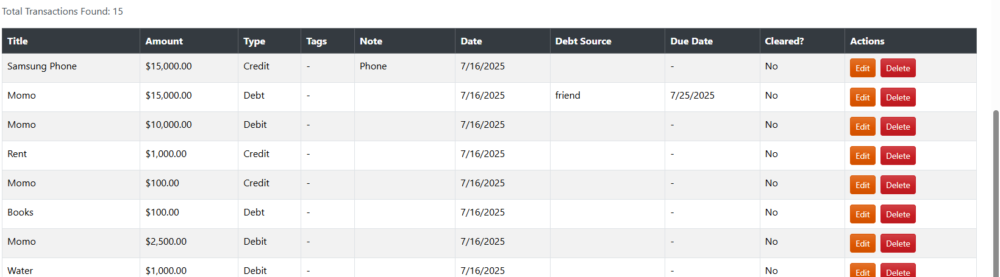 Total Transactions Found: 15
Title Amount Type Tags Note Date Debt Source Due Date Cleared? Actions
Samsung Phone $15,000.00 Credit - Phone 7/16/2025 - No Edit Delete
Momo $15,000.00 Debt - 7/16/2025 friend 7/25/2025 No Edit Delete
Momo $10,000.00 Debit - 7/16/2025 - No Edit Delete
Rent $1,000.00 Credit - 7/16/2025 - No Edit Delete
Momo $100.00 Credit - 7/16/2025 - No Edit Delete
Books $100.00 Debt - 7/16/2025 - No Edit Delete
Momo $2,500.00 Debit - 7/16/2025 - No Edit Delete
Water $1,000.00 Debit - 7/16/2025 - No Edit Delete